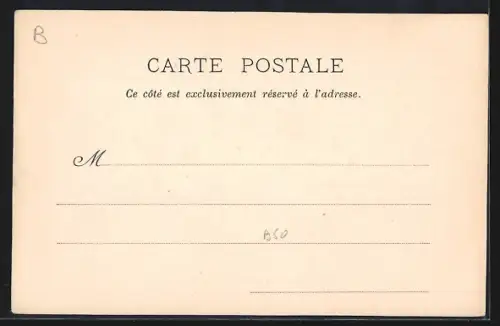 B
CARTE POSTALE
Ce côté est exclusivement réservé à l'adresse.
M
B60